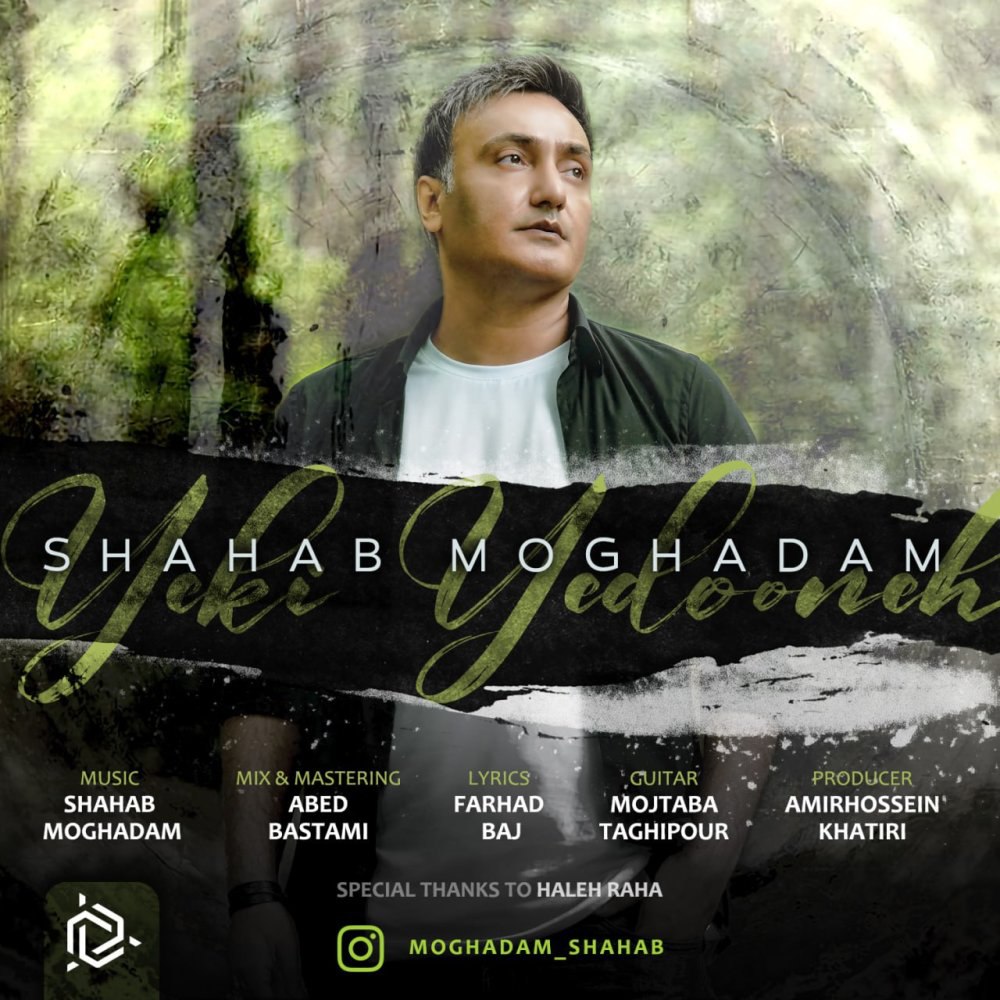 Yeki Yedooneh
SHAHAB MOGHADAM
MUSIC
SHAHAB
MOGHADAM
MIX & MASTERING
ABED
BASTAMI
LYRICS
FARHAD
BAJ
GUITAR
MOJTABA
TAGHIPOUR
PRODUCER
AMIRHOSSEIN
KHATIRI
SPECIAL THANKS TO HALEH RAHA
MOGHADAM_SHAHAB